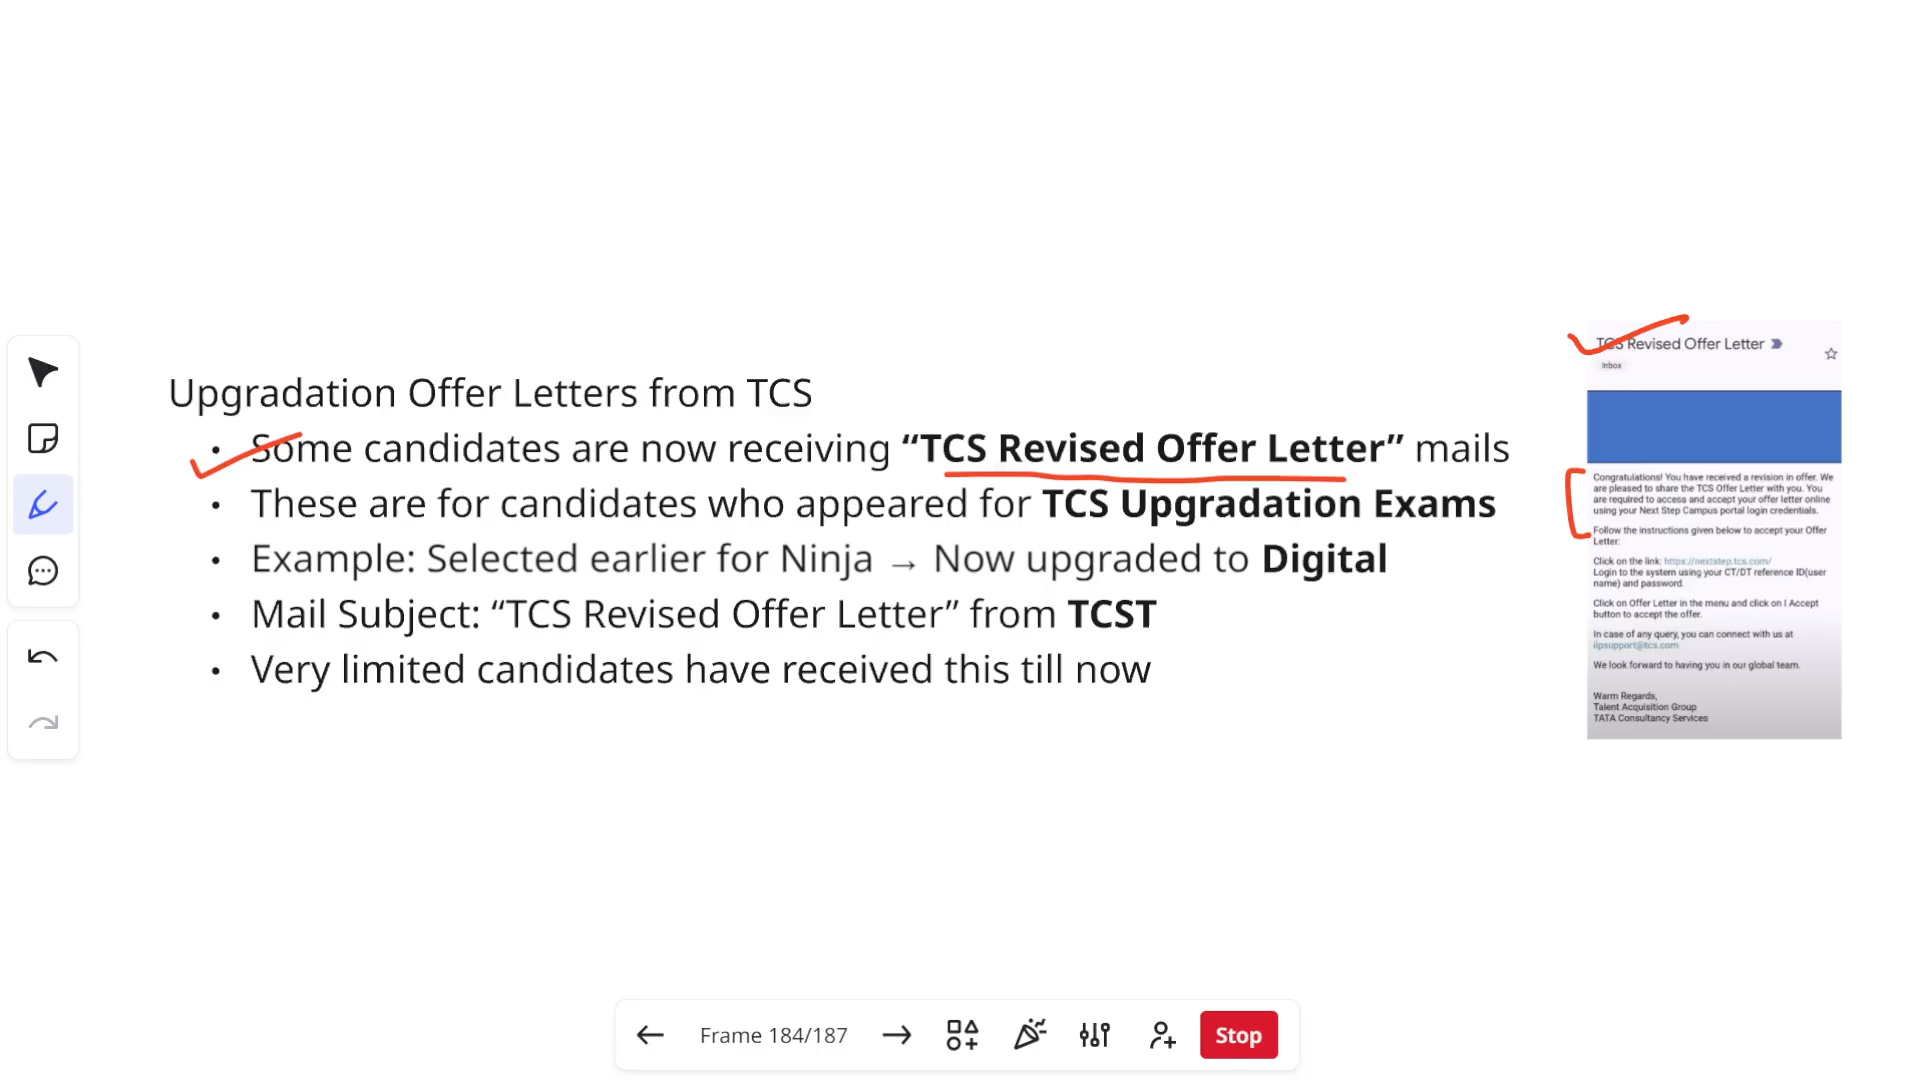 Upgradation Offer Letters from TCS
• Some candidates are now receiving “TCS Revised Offer Letter” mails
• These are for candidates who appeared for TCS Upgradation Exams
• Example: Selected earlier for Ninja → Now upgraded to Digital
• Mail Subject: “TCS Revised Offer Letter” from TCST
• Very limited candidates have received this till now
TCS Revised Offer Letter
Inbox
Congratulations! You have received a revision in offer. We
are pleased to share the TCS Offer Letter with you. You
are required to access and accept your offer letter online
using your Next Step Campus portal login credentials.
Follow the instructions given below to accept your Offer
Letter:
Click on the link: https://nextstep.tcs.com/
Login to the system using your CT/DT reference ID(user
name) and password.
Click on Offer Letter in the menu and click on I Accept
button to accept the offer.
In case of any query, you can connect with us at
ilpsupport@tcs.com
We look forward to having you in our global team.
Warm Regards,
Talent Acquisition Group
TATA Consultancy Services
Frame 184/187
Stop